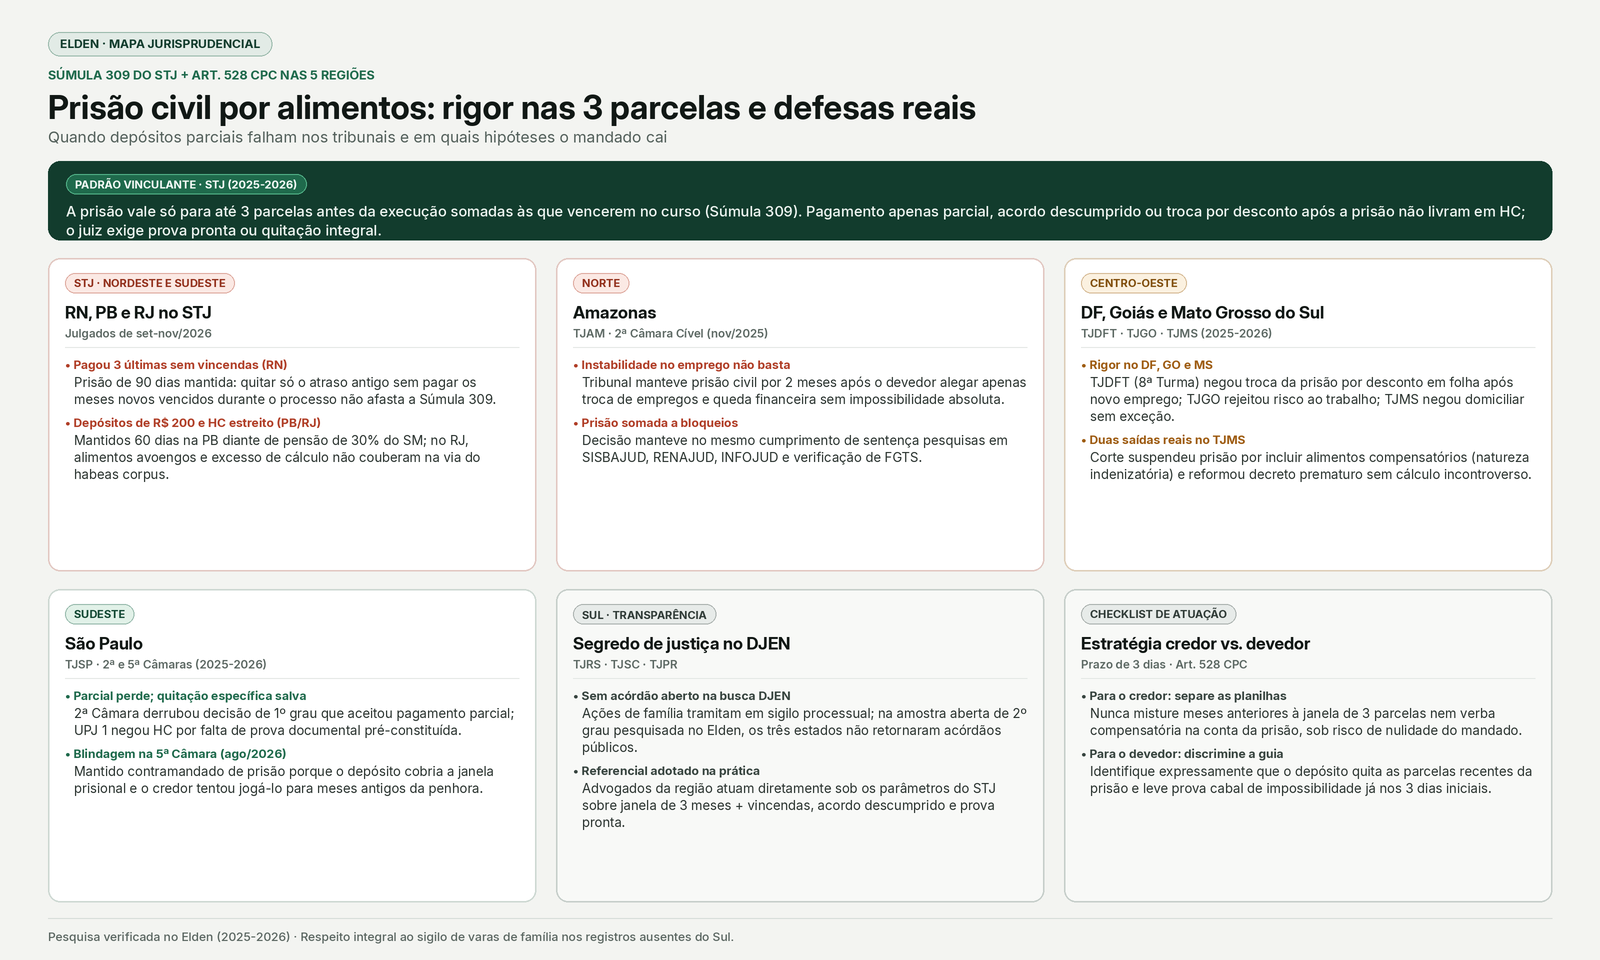 ELDEN · MAPA JURISPRUDENCIAL
SÚMULA 309 DO STJ + ART. 528 CPC NAS 5 REGIÕES
Prisão civil por alimentos: rigor nas 3 parcelas e defesas reais
Quando depósitos parciais falham nos tribunais e em quais hipóteses o mandado cai
PADRÃO VINCULANTE · STJ (2025-2026)
A prisão vale só para até 3 parcelas antes da execução somadas às que vencerem no curso (Súmula 309). Pagamento apenas parcial, acordo descumprido ou troca por desconto após a prisão não livram em HC;
o juiz exige prova pronta ou quitação integral.
STJ · NORDESTE E SUDESTE
RN, PB e RJ no STJ
Julgados de set-nov/2026
• Pagou 3 últimas sem vincendas (RN)
Prisão de 90 dias mantida: quitar só o atraso antigo sem pagar os
meses novos vencidos durante o processo não afasta a Súmula 309.
• Depósitos de R$ 200 e HC estreito (PB/RJ)
Mantidos 60 dias na PB diante de pensão de 30% do SM; no RJ,
alimentos avoengos e excesso de cálculo não couberam na via do
habeas corpus.
NORTE
Amazonas
TJAM · 2ª Câmara Cível (nov/2025)
• Instabilidade no emprego não basta
Tribunal manteve prisão civil por 2 meses após o devedor alegar apenas
troca de empregos e queda financeira sem impossibilidade absoluta.
• Prisão somada a bloqueios
Decisão manteve no mesmo cumprimento de sentença pesquisas em
SISBAJUD, RENAJUD, INFOJUD e verificação de FGTS.
CENTRO-OESTE
DF, Goiás e Mato Grosso do Sul
TJDFT · TJGO · TJMS (2025-2026)
• Rigor no DF, GO e MS
TJDFT (8ª Turma) negou troca da prisão por desconto em folha após
novo emprego; TJGO rejeitou risco ao trabalho; TJMS negou domiciliar
sem exceção.
• Duas saídas reais no TJMS
Corte suspendeu prisão por incluir alimentos compensatórios (natureza
indenizatória) e reformou decreto prematuro sem cálculo incontroverso.
SUDESTE
São Paulo
TJSP · 2ª e 5ª Câmaras (2025-2026)
• Parcial perde; quitação específica salva
2ª Câmara derrubou decisão de 1º grau que aceitou pagamento parcial;
UPJ 1 negou HC por falta de prova documental pré-constituída.
• Blindagem na 5ª Câmara (ago/2026)
Mantido contramandado de prisão porque o depósito cobria a janela
prisional e o credor tentou jogá-lo para meses antigos da penhora.
SUL · TRANSPARÊNCIA
Segredo de justiça no DJEN
TJRS · TJSC · TJPR
• Sem acórdão aberto na busca DJEN
Ações de família tramitam em sigilo processual; na amostra aberta de 2º
grau pesquisada no Elden, os três estados não retornaram acórdãos
públicos.
• Referencial adotado na prática
Advogados da região atuam diretamente sob os parâmetros do STJ
sobre janela de 3 meses + vincendas, acordo descumprido e prova
pronta.
CHECKLIST DE ATUAÇÃO
Estratégia credor vs. devedor
Prazo de 3 dias · Art. 528 CPC
• Para o credor: separe as planilhas
Nunca misture meses anteriores à janela de 3 parcelas nem verba
compensatória na conta da prisão, sob risco de nulidade do mandado.
• Para o devedor: discrimine a guia
Identifique expressamente que o depósito quita as parcelas recentes da
prisão e leve prova cabal de impossibilidade já nos 3 dias iniciais.
Pesquisa verificada no Elden (2025-2026) · Respeito integral ao sigilo de varas de família nos registros ausentes do Sul.